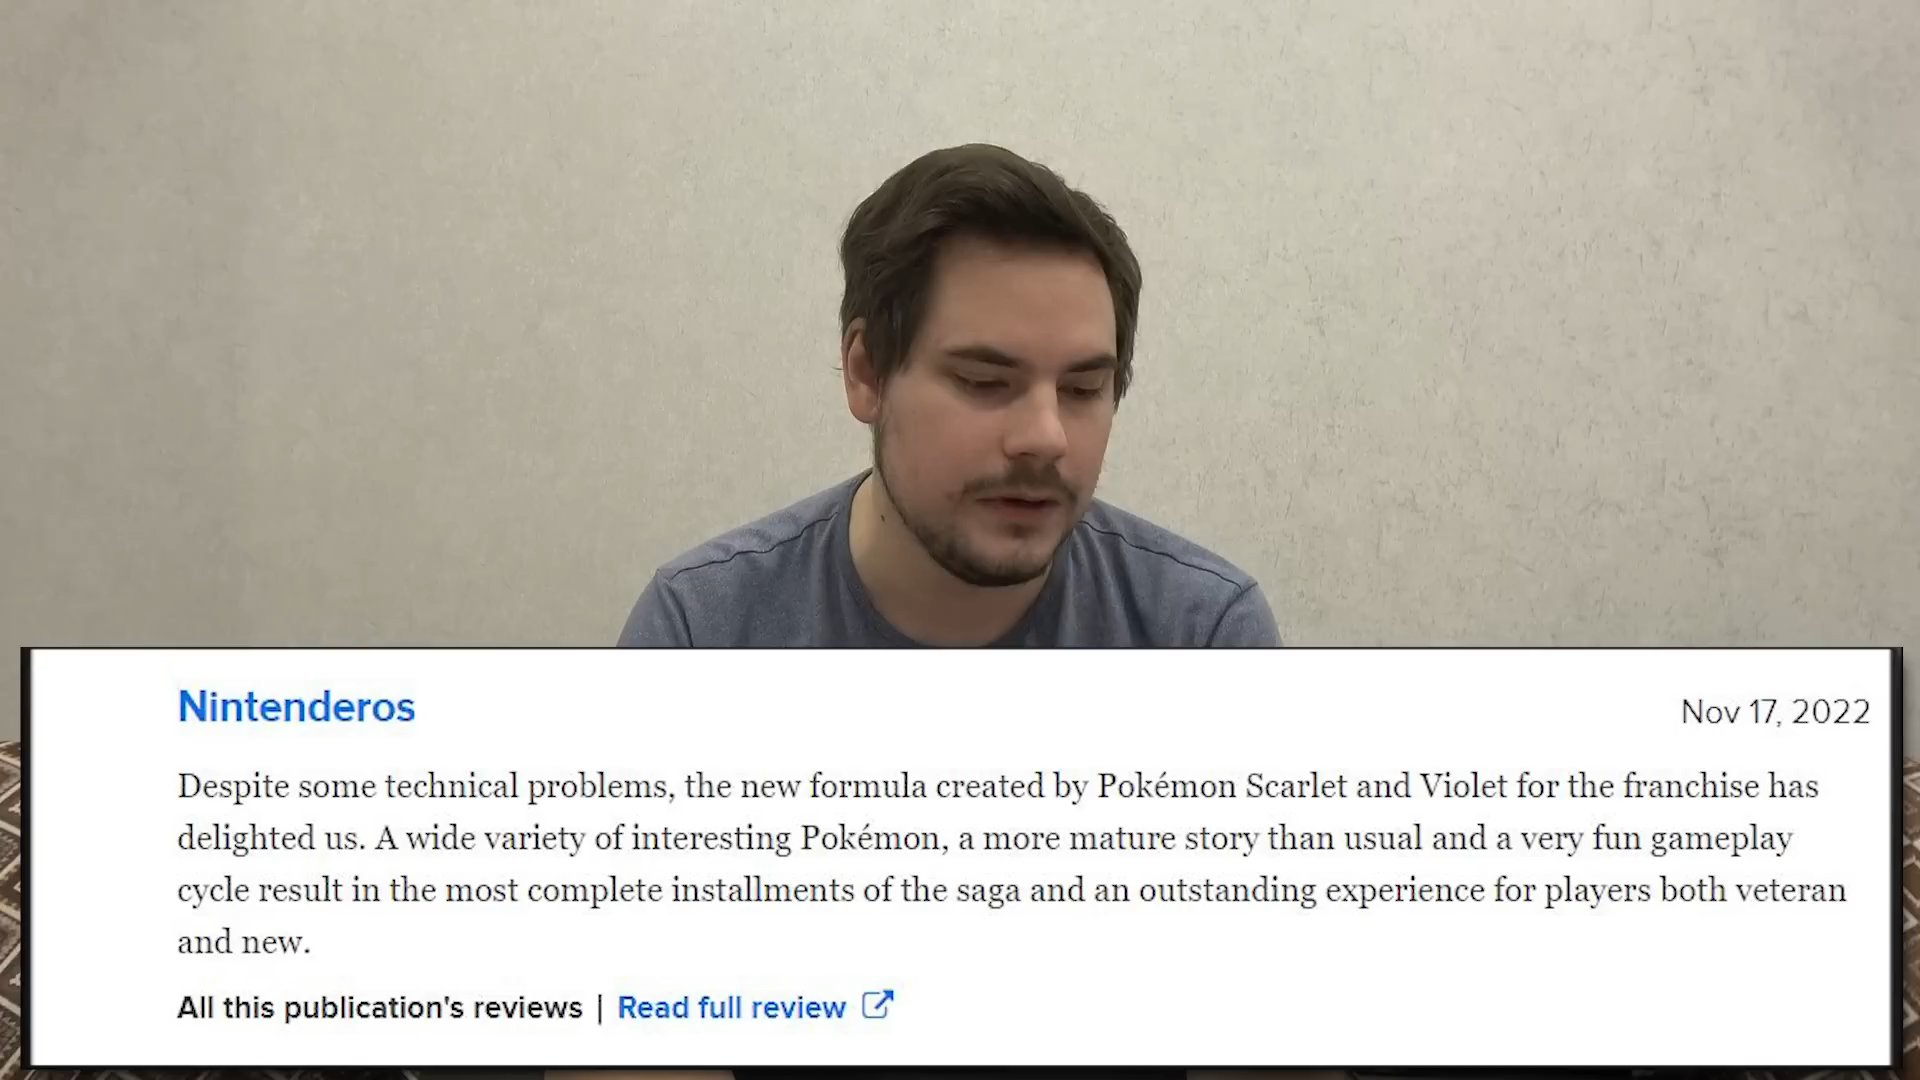 Nintenderos
Nov 17, 2022
Despite some technical problems, the new formula created by Pokémon Scarlet and Violet for the franchise has
delighted us. A wide variety of interesting Pokémon, a more mature story than usual and a very fun gameplay
cycle result in the most complete installments of the saga and an outstanding experience for players both veteran
and new.
All this publication's reviews | Read full review